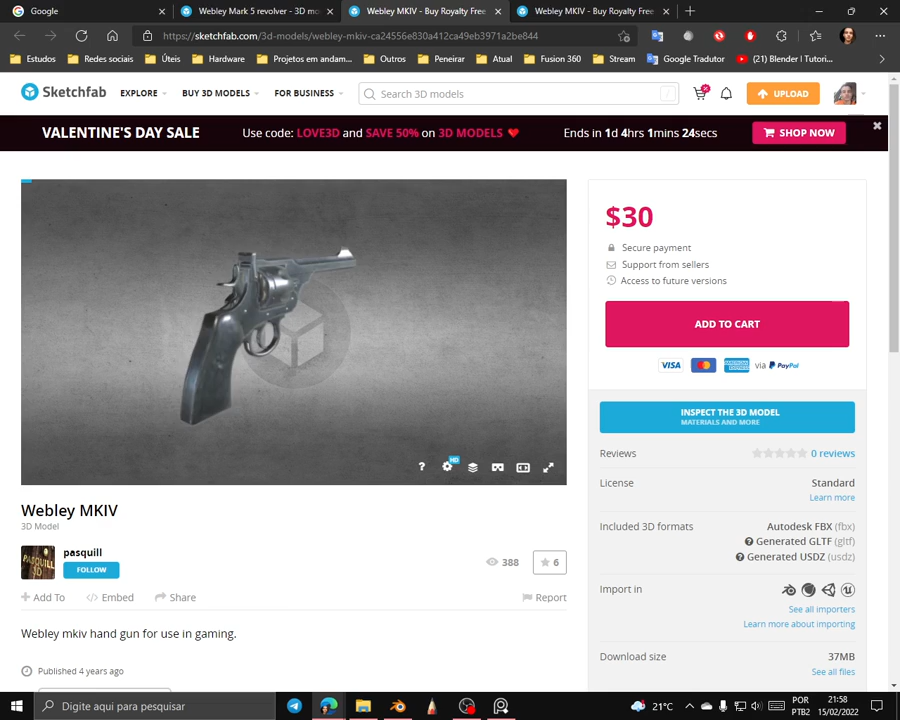 Google
Webley Mark 5 revolver - 3D mo
Webley MKIV - Buy Royalty Free
Webley MKIV - Buy Royalty Free
https://sketchfab.com/3d-models/webley-mkiv-ca24556e830a412ca49eb3971a2be844
Estudos
Redes sociais
Úteis
Hardware
Projetos em andam...
Outros
Peneirar
Atual
Fusion 360
Stream
Google Tradutor
(21) Blender | Tutori...
Sketchfab
EXPLORE
BUY 3D MODELS
FOR BUSINESS
Search 3D models
/
UPLOAD
VALENTINE'S DAY SALE
Use code: LOVE3D and SAVE 50% on 3D MODELS
Ends in 1d 4hrs 1mins 24secs
SHOP NOW
$30
Secure payment
Support from sellers
Access to future versions
ADD TO CART
VISA
AMERICAN EXPRESS
via PayPal
INSPECT THE 3D MODEL
MATERIALS AND MORE
Reviews
0 reviews
License
Standard
Learn more
Included 3D formats
Autodesk FBX (fbx)
Generated GLTF (gltf)
Generated USDZ (usdz)
Import in
See all importers
Learn more about importing
Download size
37MB
See all files
?
HD
Webley MKIV
3D Model
PASQUILL
3D
pasquill
FOLLOW
388
6
Add To
Embed
Share
Report
Webley mkiv hand gun for use in gaming.
Published 4 years ago
Digite aqui para pesquisar
21°C
POR
PTB2
21:58
15/02/2022